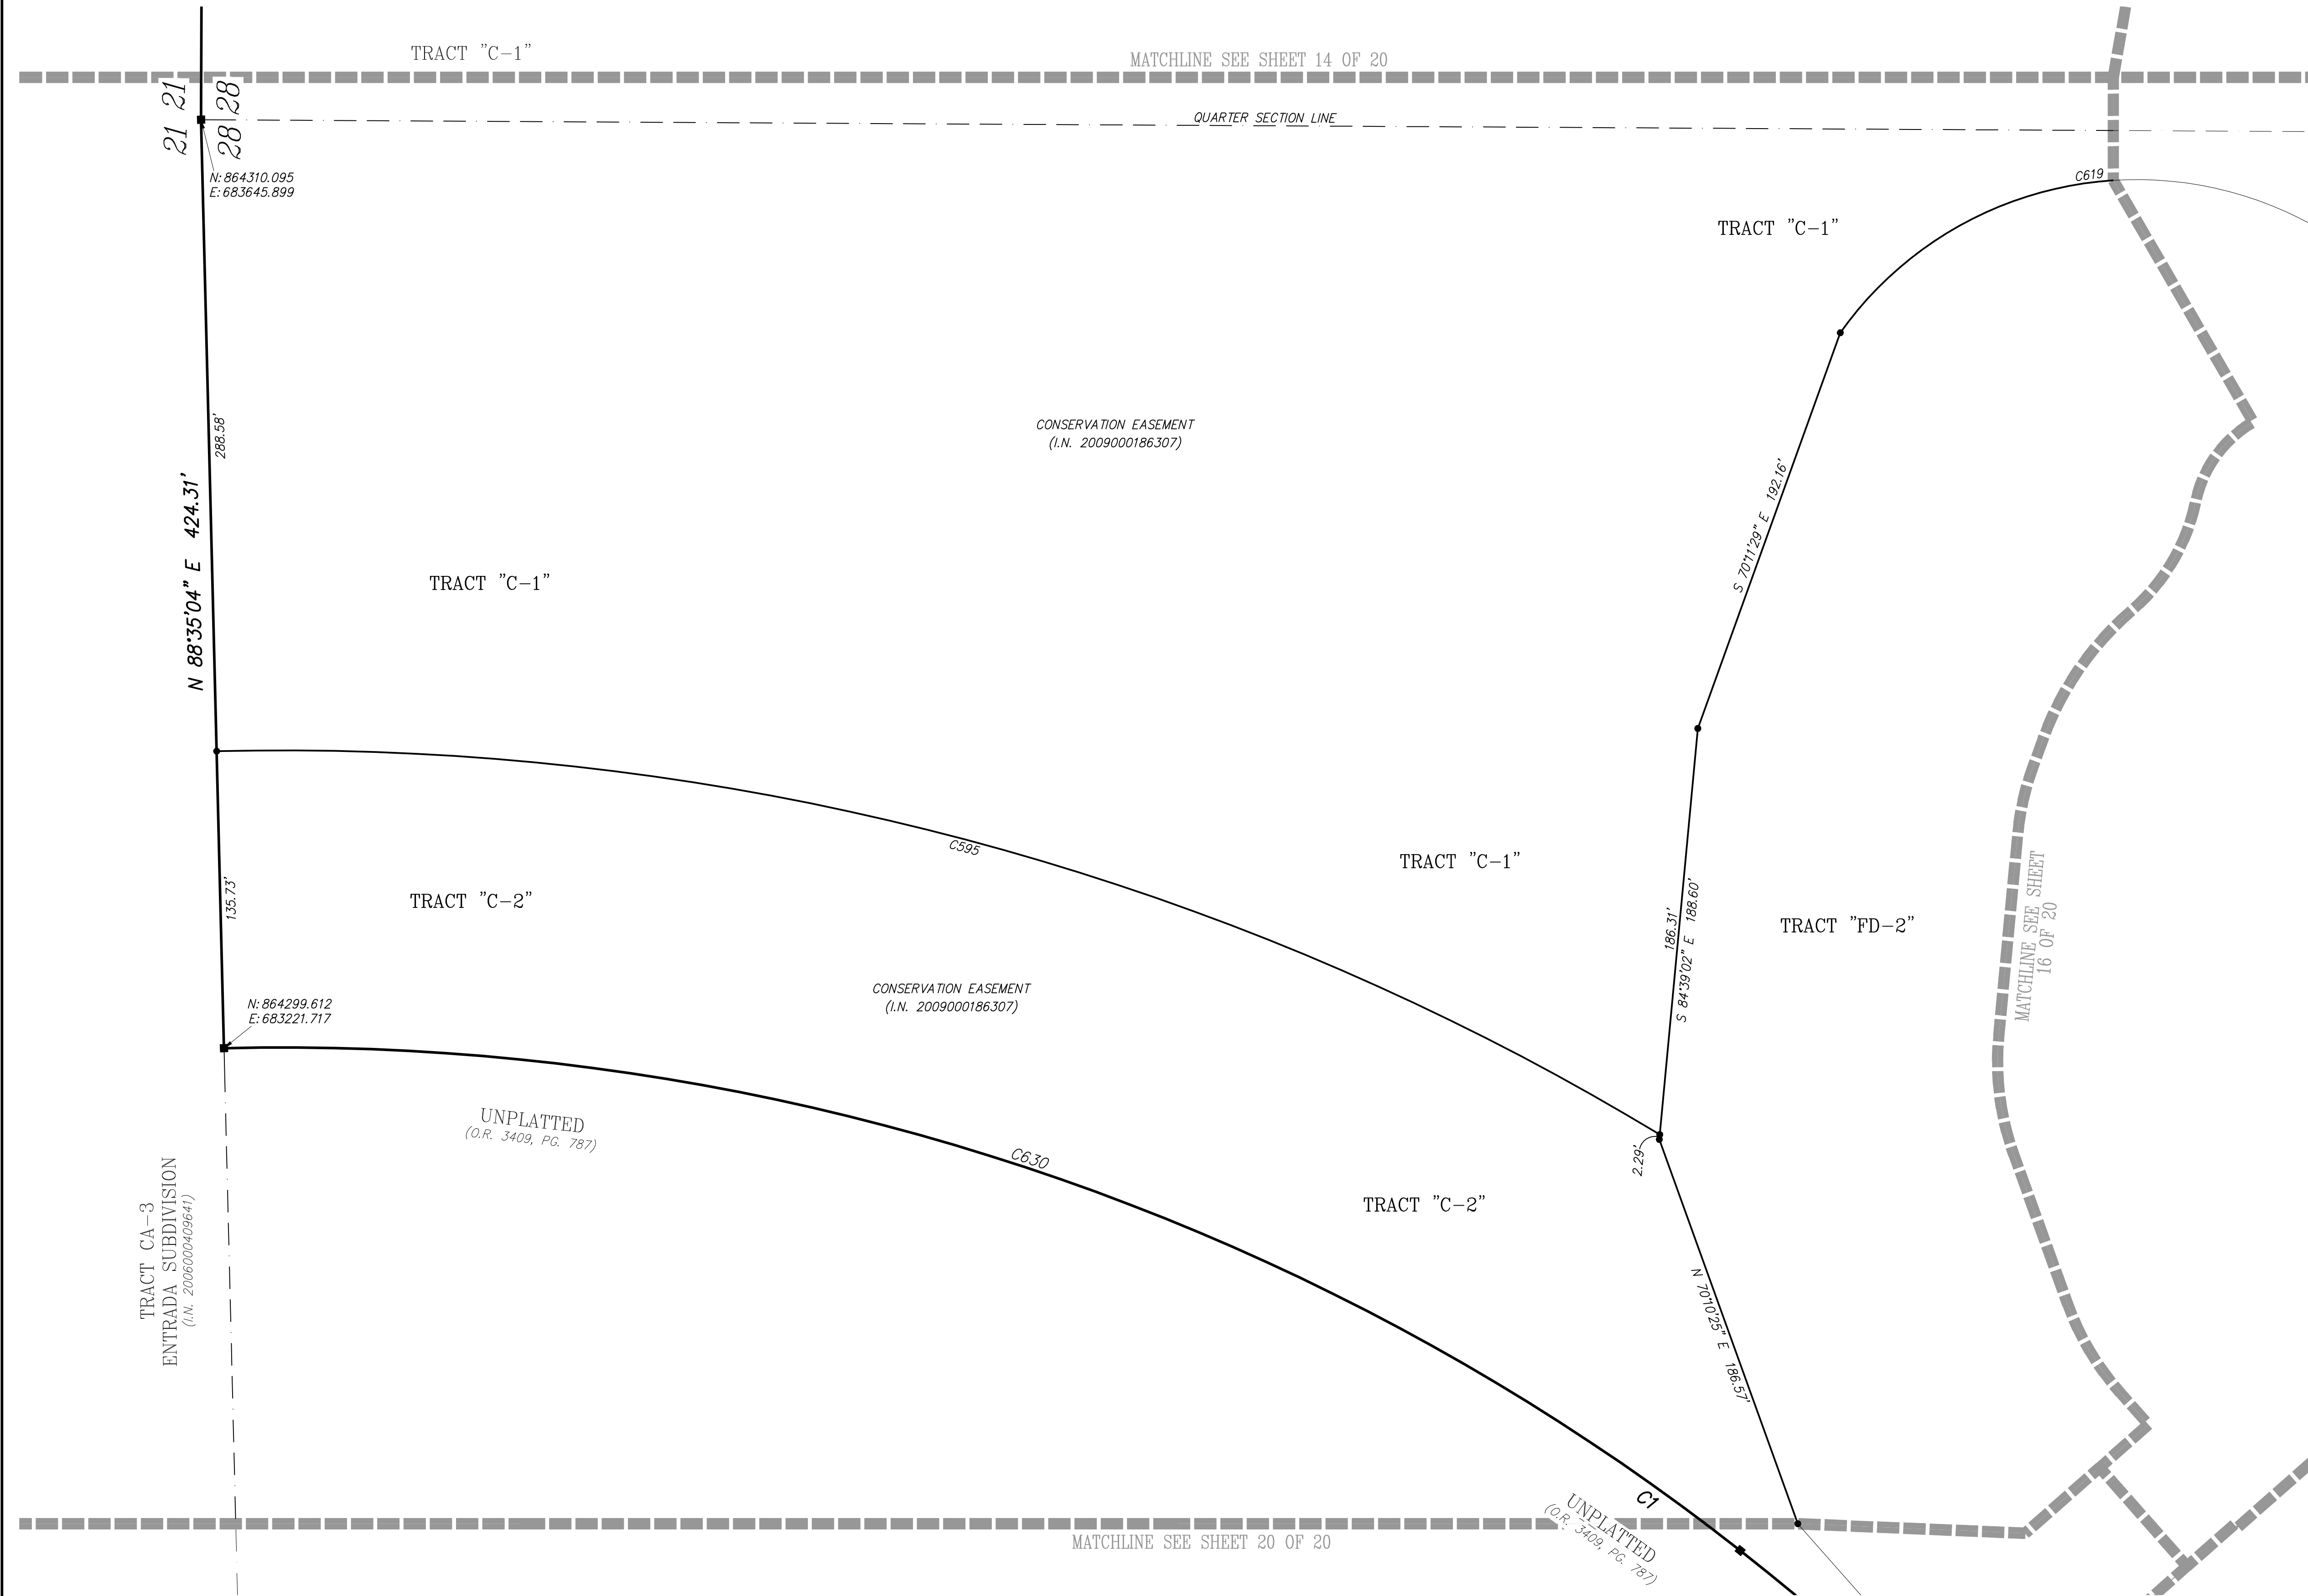 TRACT "C-1"
MATCHLINE SEE SHEET 14 OF 20
21 21
28 28
QUARTER SECTION LINE
N: 864310.095
E: 683645.899
C619
TRACT "C-1"
288.58'
N 88°35'04" E 424.31'
CONSERVATION EASEMENT
(I.N. 2009000186307)
S 70°11'29" E 192.16'
TRACT "C-1"
C595
TRACT "C-1"
135.73'
TRACT "C-2"
186.31'
S 84°39'02" E 188.60'
TRACT "FD-2"
MATCHLINE SEE SHEET
16 OF 20
CONSERVATION EASEMENT
(I.N. 2009000186307)
N: 864299.612
E: 683221.717
UNPLATTED
(O.R. 3409, PG. 787)
C630
2.29'
TRACT "C-2"
TRACT CA-3
ENTRADA SUBDIVISION
(I.N. 2006000409641)
N 70°10'25" E 186.57'
C1
UNPLATTED
(O.R. 3409, PG. 787)
MATCHLINE SEE SHEET 20 OF 20